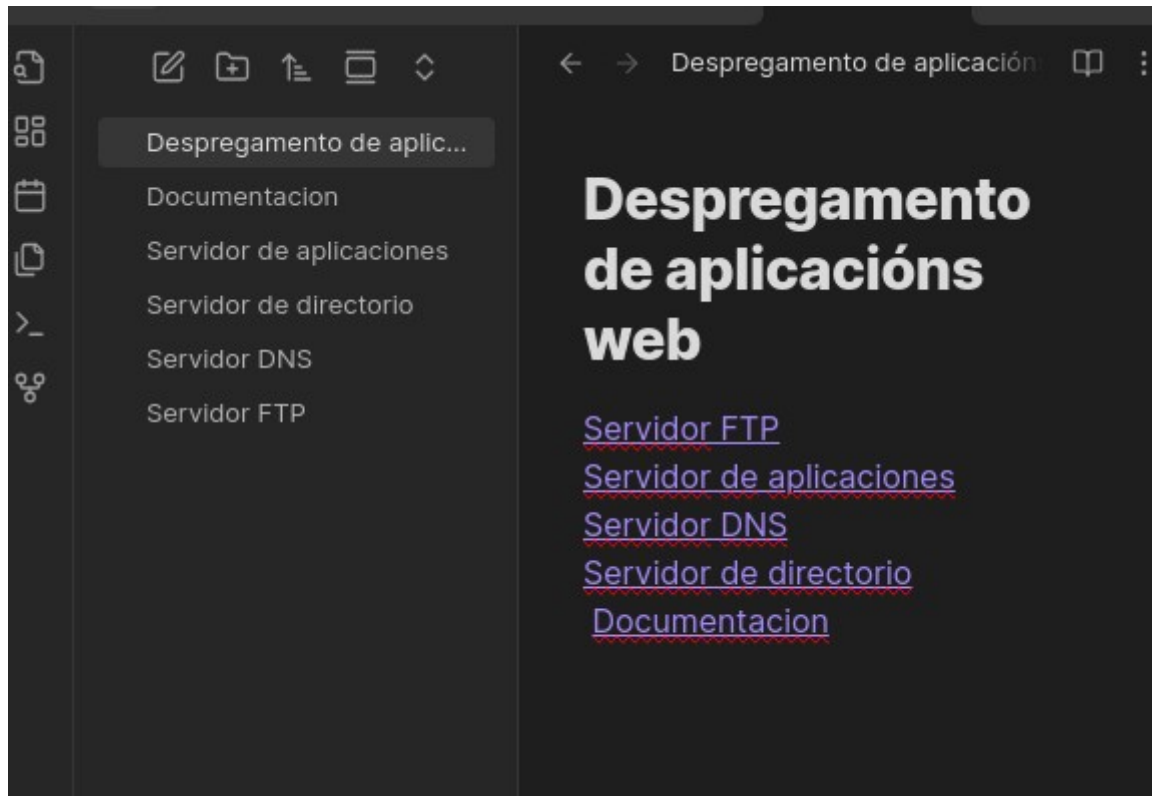 Despregamento de aplicación
Despregamento de aplic...
Documentacion
Servidor de aplicaciones
Servidor de directorio
Servidor DNS
Servidor FTP
Despregamento
de aplicacións
web
Servidor FTP
Servidor de aplicaciones
Servidor DNS
Servidor de directorio
Documentacion